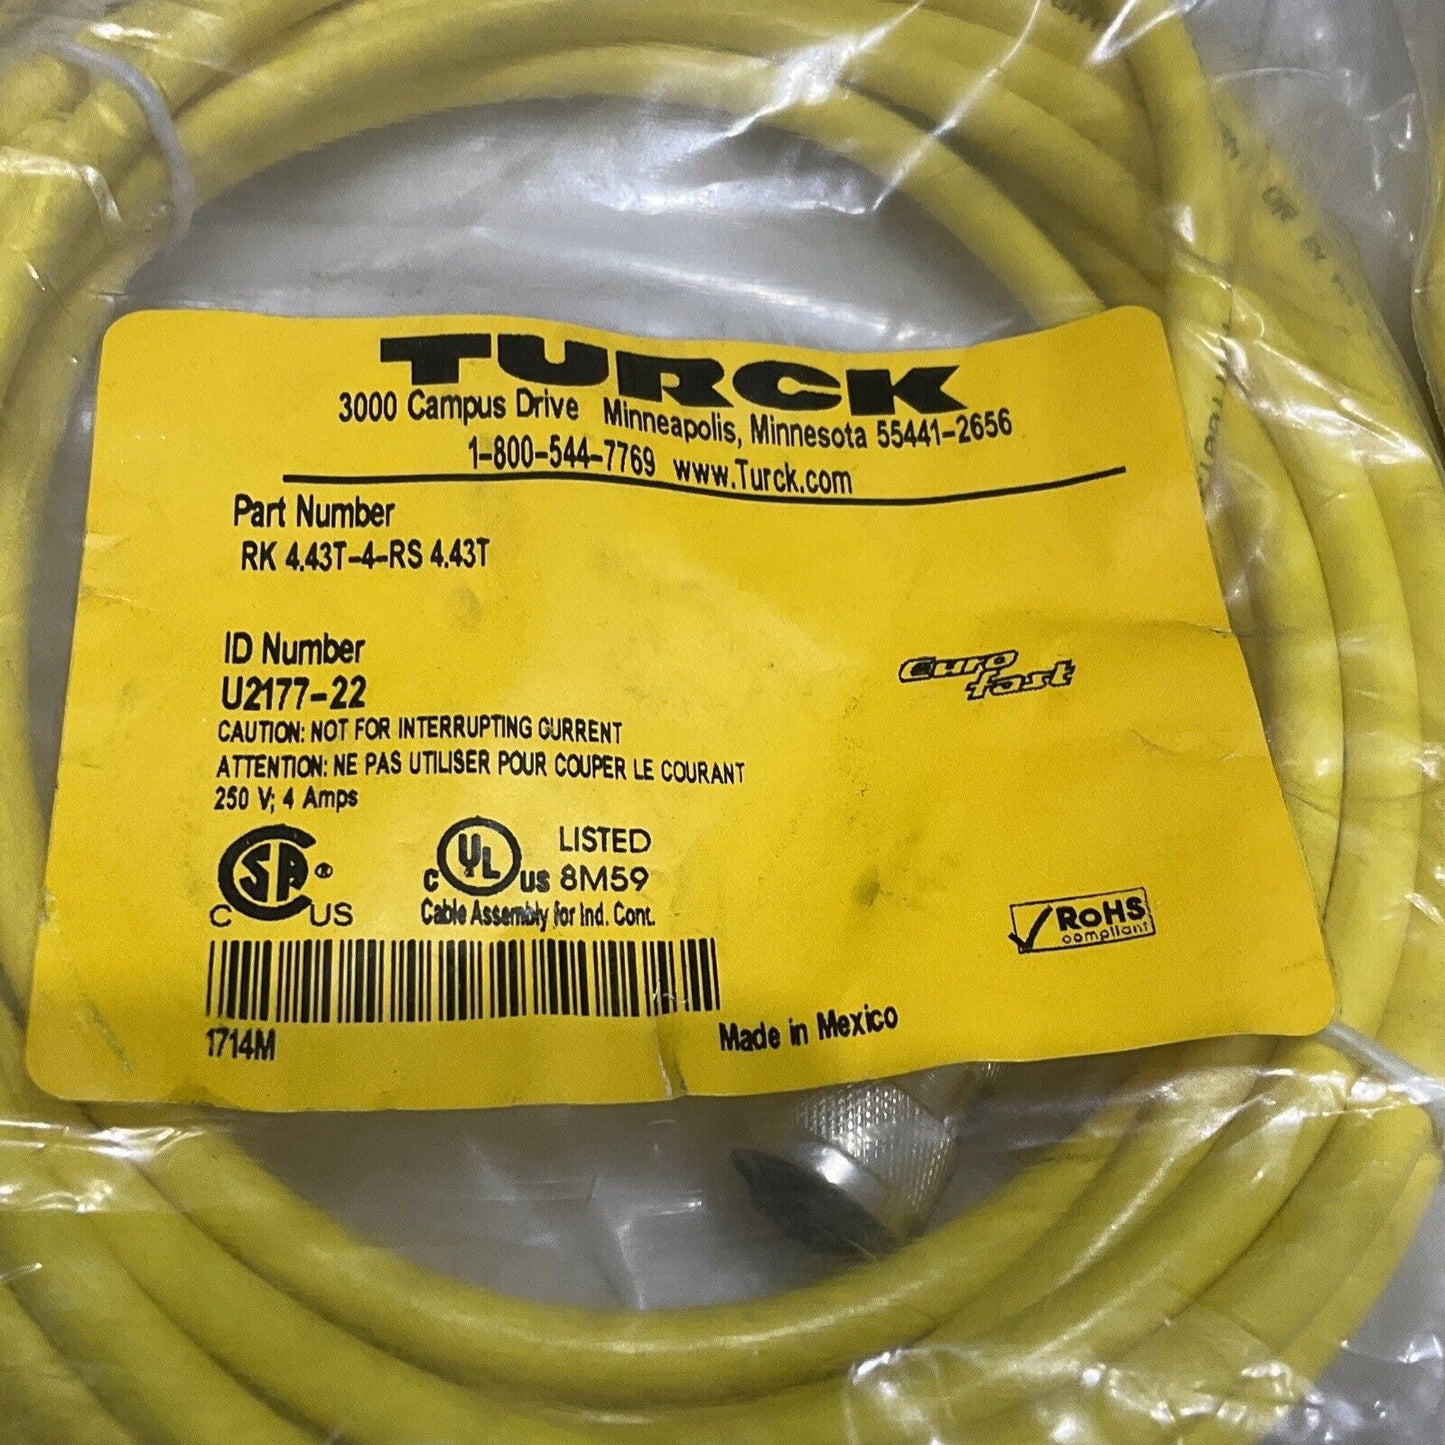 TURCK
3000 Campus Drive Minneapolis, Minnesota 55441-2656
1-800-544-7769 www.Turck.com
Part Number
RK 4.43T-4-RS 4.43T
ID Number
U2177-22
CAUTION: NOT FOR INTERRUPTING CURRENT
ATTENTION: NE PAS UTILISER POUR COUPER LE COURANT
250 V; 4 Amps
Euro
fast
SP ®
C US
C UL US
LISTED
8M59
Cable Assembly for Ind. Cont.
RoHS
compliant
1714M
Made in Mexico